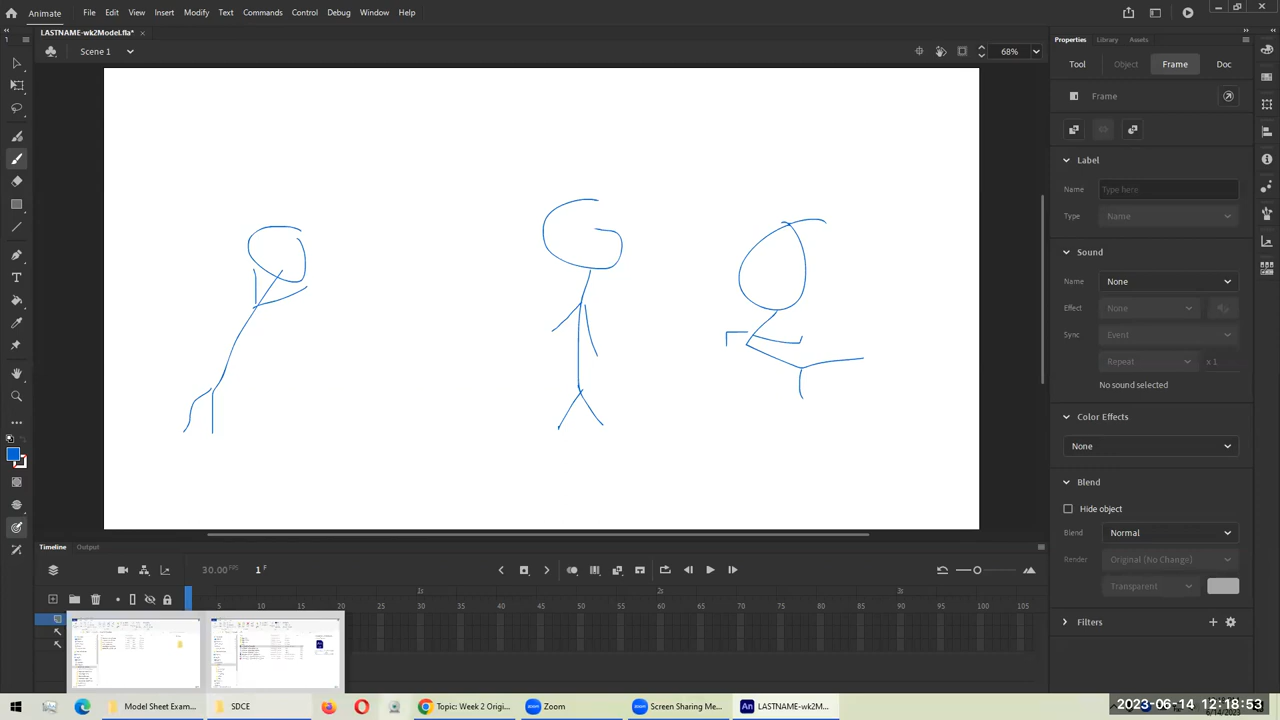 Animate File Edit View Insert Modify Text Commands Control Debug Window Help
LASTNAME-wk2Model.fla*
Scene 1 68%
Properties Library Assets
Tool Object Frame Doc
Frame
Label
Name Type here
Type Name
Sound
Name None
Effect None
Sync Event
Repeat x 1
No sound selected
Color Effects
None
Blend
Hide object
Blend Normal
Render Original (No Change)
Transparent
Filters
Timeline Output
30.00 FPS 1 F
1s 2s 3s
5 10 15 20 25 30 35 40 45 50 55 60 65 70 75 80 85 90 95 100 105
Model Sheet Exam... SDCE Topic: Week 2 Origi... Zoom Screen Sharing Me... LASTNAME-wk2M...
2023-06-14 12:18:53